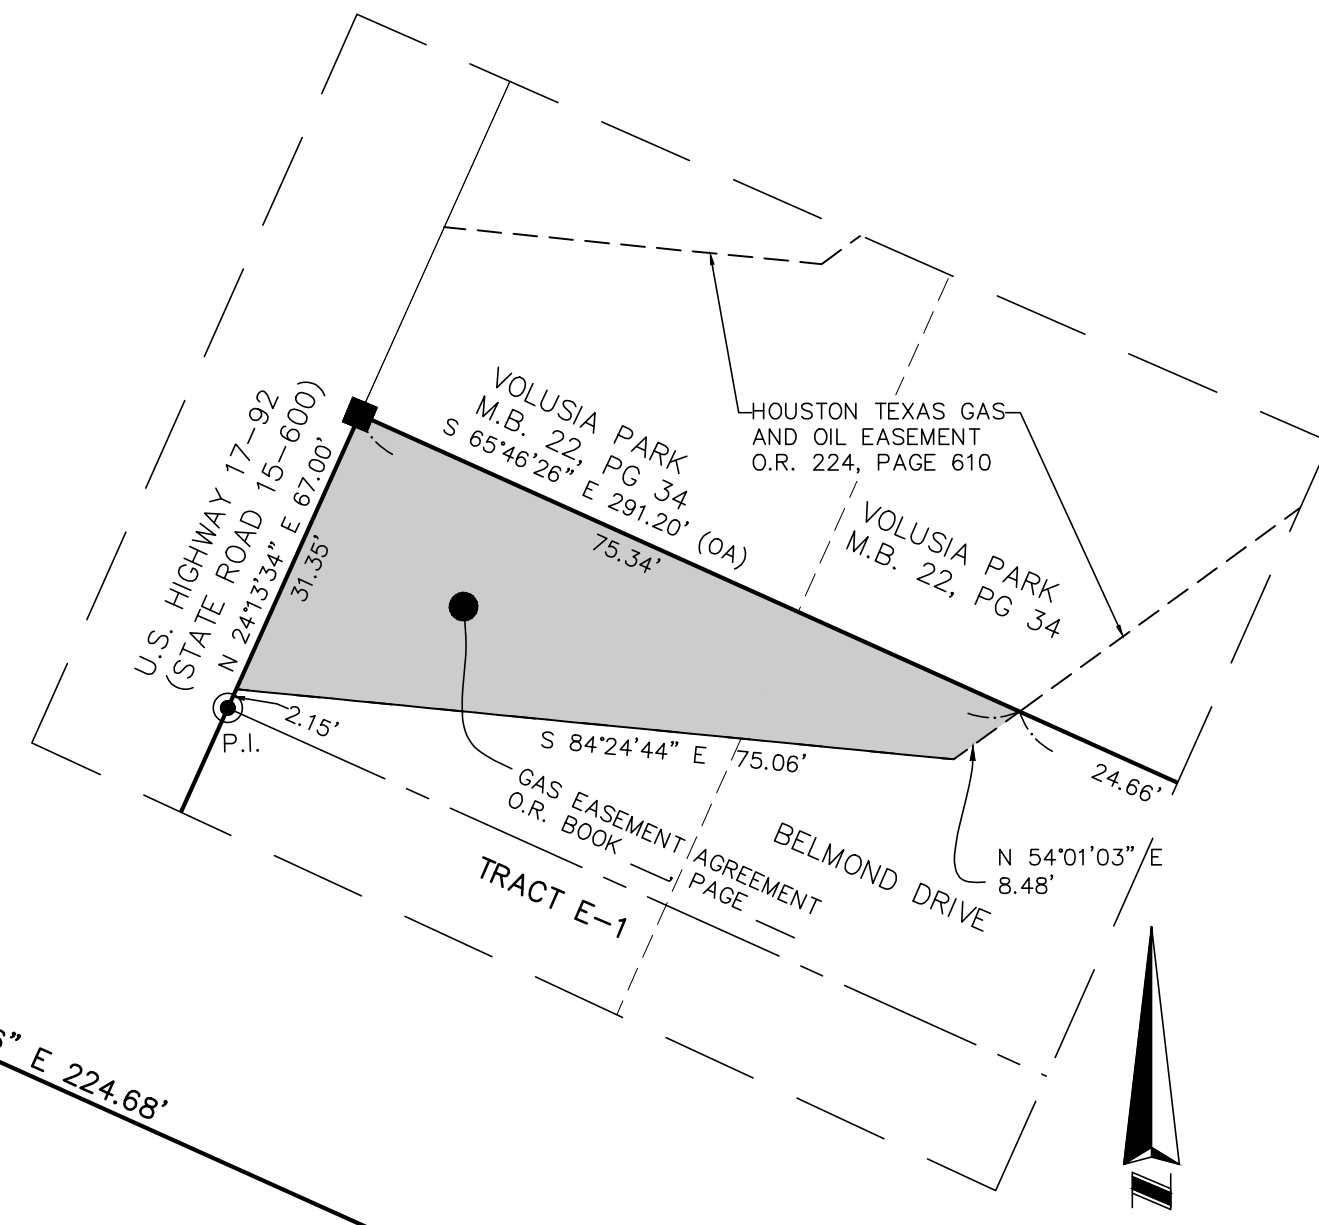 VOLUSIA PARK
M.B. 22, PG 34
S 65°46'26" E 291.20' (OA)
75.34'
HOUSTON TEXAS GAS
AND OIL EASEMENT
O.R. 224, PAGE 610
VOLUSIA PARK
M.B. 22, PG 34
U.S. HIGHWAY 17-92
(STATE ROAD 15-600)
N 24°13'34" E 67.00'
31.35'
2.15'
P.I.
S 84°24'44" E 75.06'
24.66'
GAS EASEMENT AGREEMENT
O.R. BOOK ____, PAGE ____
BELMOND DRIVE
N 54°01'03" E
8.48'
TRACT E-1
" E 224.68'